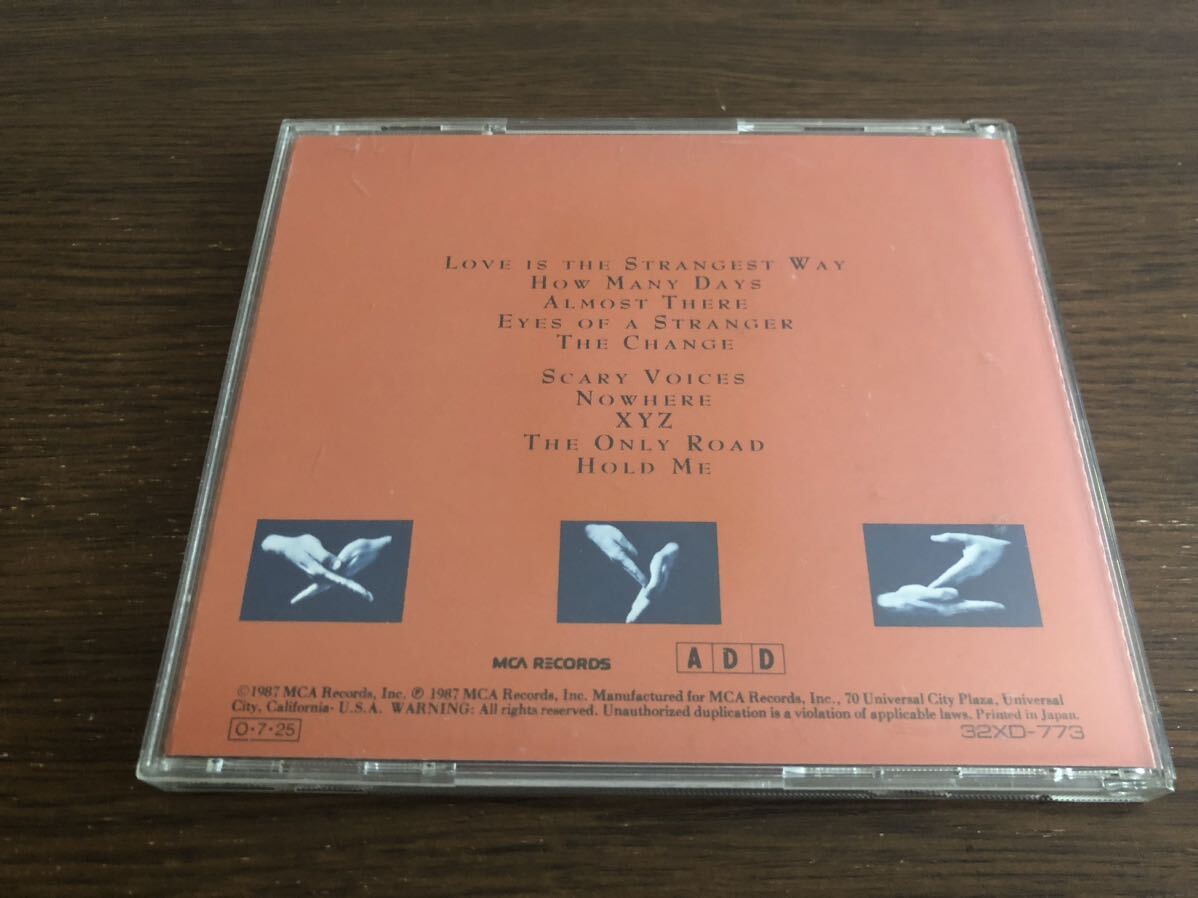 LOVE IS THE STRANGEST WAY
HOW MANY DAYS
ALMOST THERE
EYES OF A STRANGER
THE CHANGE
SCARY VOICES
NOWHERE
XYZ
THE ONLY ROAD
HOLD ME
MCA RECORDS
A D D
©1987 MCA Records, Inc. ℗ 1987 MCA Records, Inc. Manufactured for MCA Records, Inc., 70 Universal City Plaza, Universal
City, California- U.S.A. WARNING: All rights reserved. Unauthorized duplication is a violation of applicable laws. Printed in Japan.
O·7·25
32XD-773